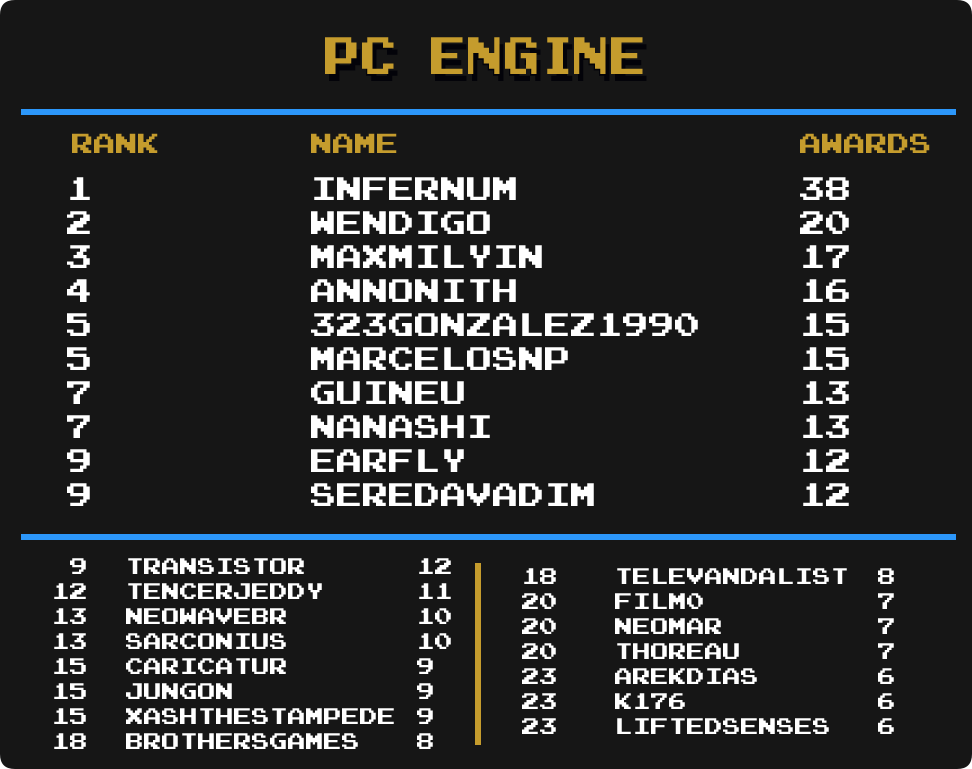 PC ENGINE
RANK NAME AWARDS
1 INFERNUM 38
2 WENDIGO 20
3 MAXMILYIN 17
4 ANNONITH 16
5 323GONZALEZ1990 15
5 MARCELOSNP 15
7 GUINEU 13
7 NANASHI 13
9 EARFLY 12
9 SEREDAVADIM 12
9 TRANSISTOR 12
12 TENCERJEDDY 11
13 NEOWAVEBR 10
13 SARCONIUS 10
15 CARICATUR 9
15 JUNGON 9
15 XASHTHESTAMPEDE 9
18 BROTHERSGAMES 8
18 TELEVANDALIST 8
20 FILMO 7
20 NEOMAR 7
20 THOREAU 7
23 AREKDIAS 6
23 K176 6
23 LIFTEDSENSES 6